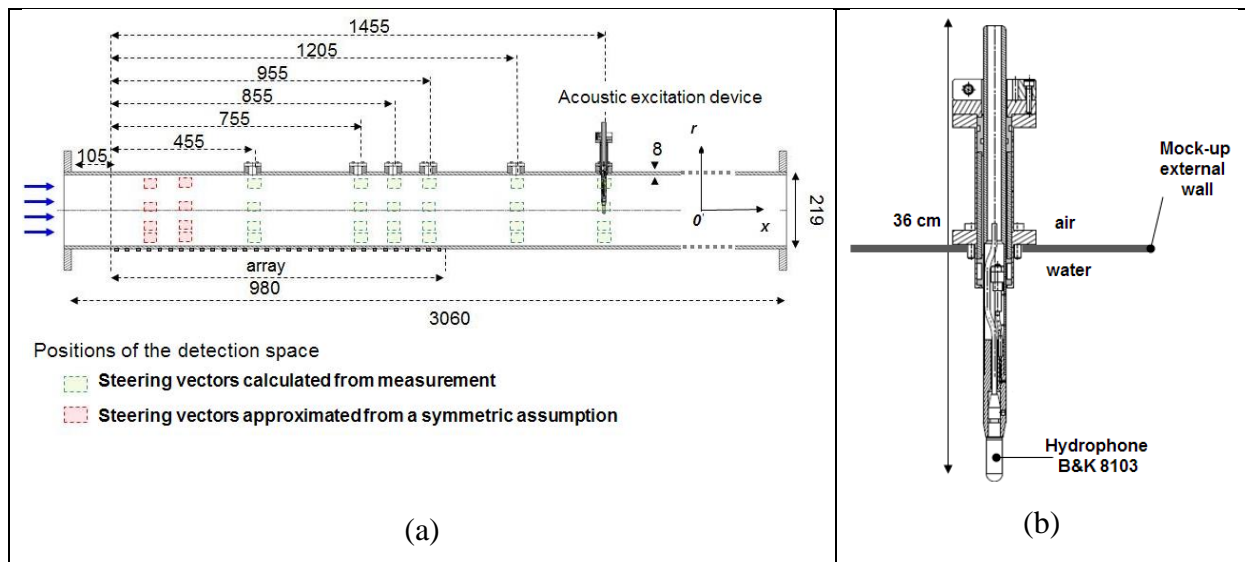 1455
1205
955
855
755
455
105
Acoustic excitation device
8
r
0
x
219
array
980
3060
Positions of the detection space
Steering vectors calculated from measurement
Steering vectors approximated from a symmetric assumption
(a)
36 cm
Mock-up
external
wall
air
water
Hydrophone
B&K 8103
(b)